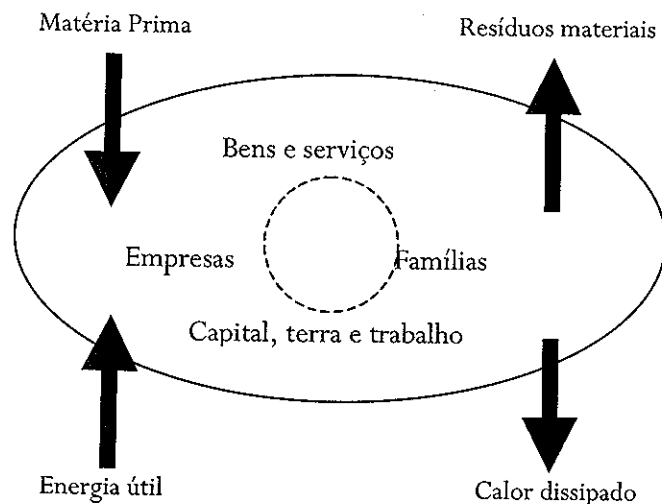 Matéria Prima
Resíduos materiais
Bens e serviços
Empresas
Famílias
Capital, terra e trabalho
Energia útil
Calor dissipado